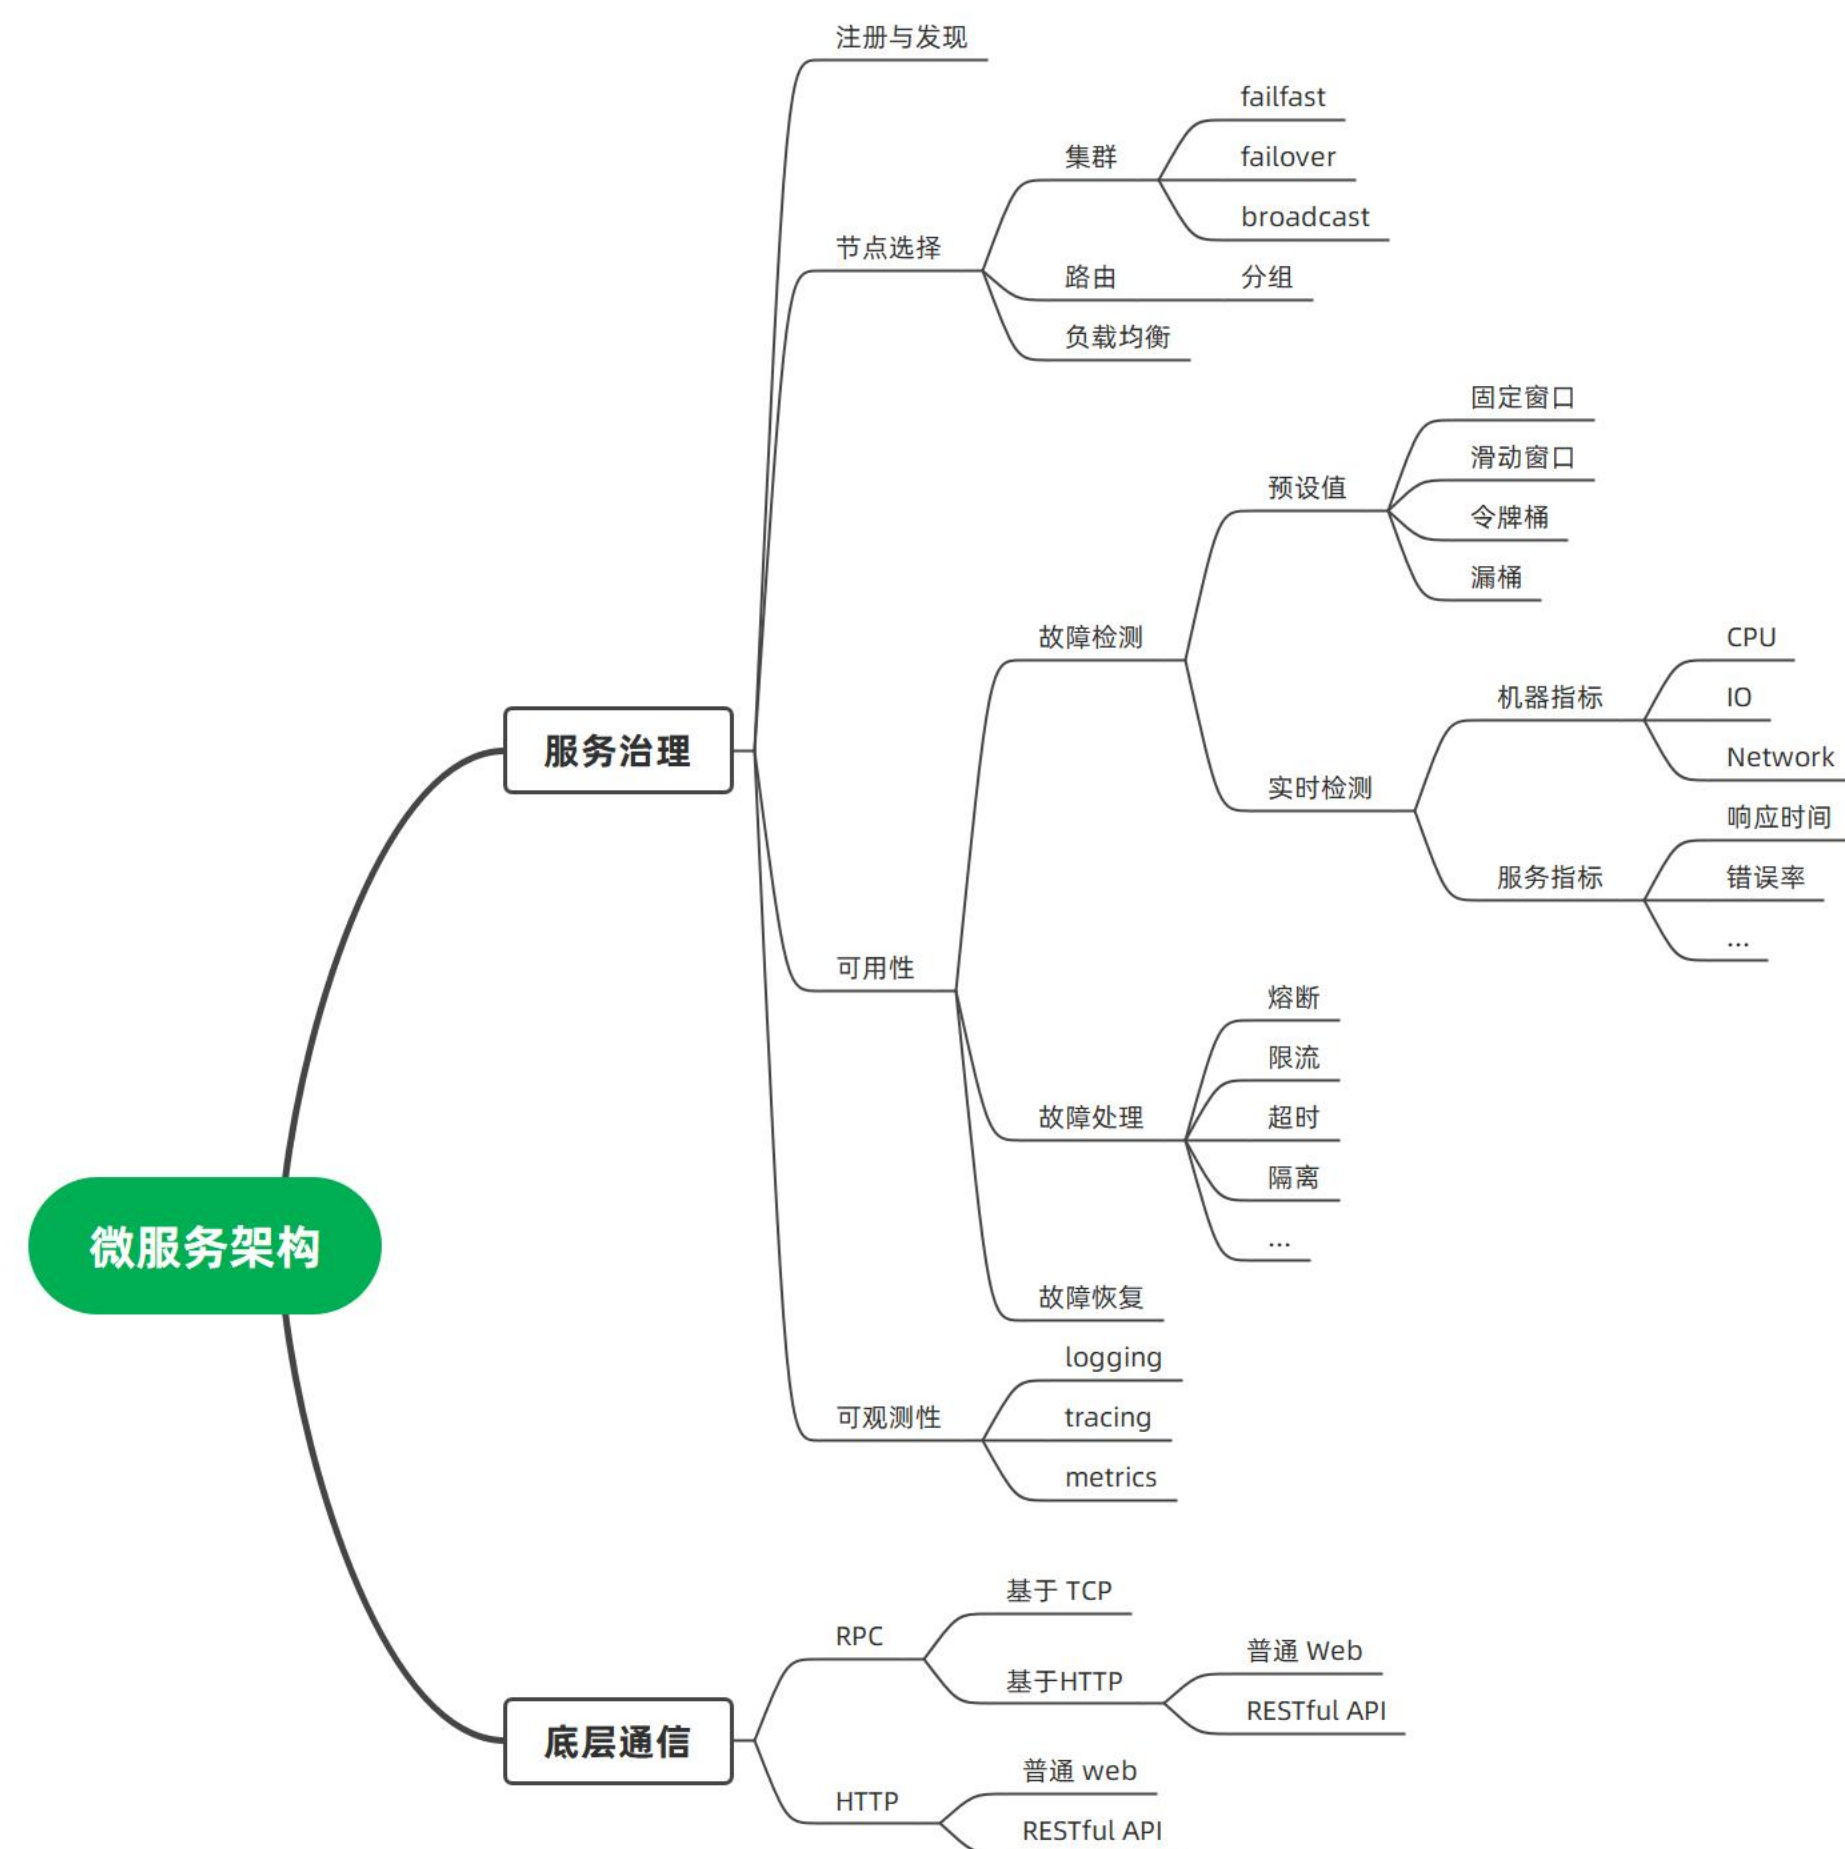 微服务架构
服务治理
注册与发现
节点选择
集群
failfast
failover
broadcast
路由
分组
负载均衡
可用性
故障检测
预设值
固定窗口
滑动窗口
令牌桶
漏桶
实时检测
机器指标
CPU
IO
Network
服务指标
响应时间
错误率
...
故障处理
熔断
限流
超时
隔离
...
故障恢复
可观测性
logging
tracing
metrics
底层通信
RPC
基于 TCP
基于HTTP
普通 Web
RESTful API
HTTP
普通 web
RESTful API